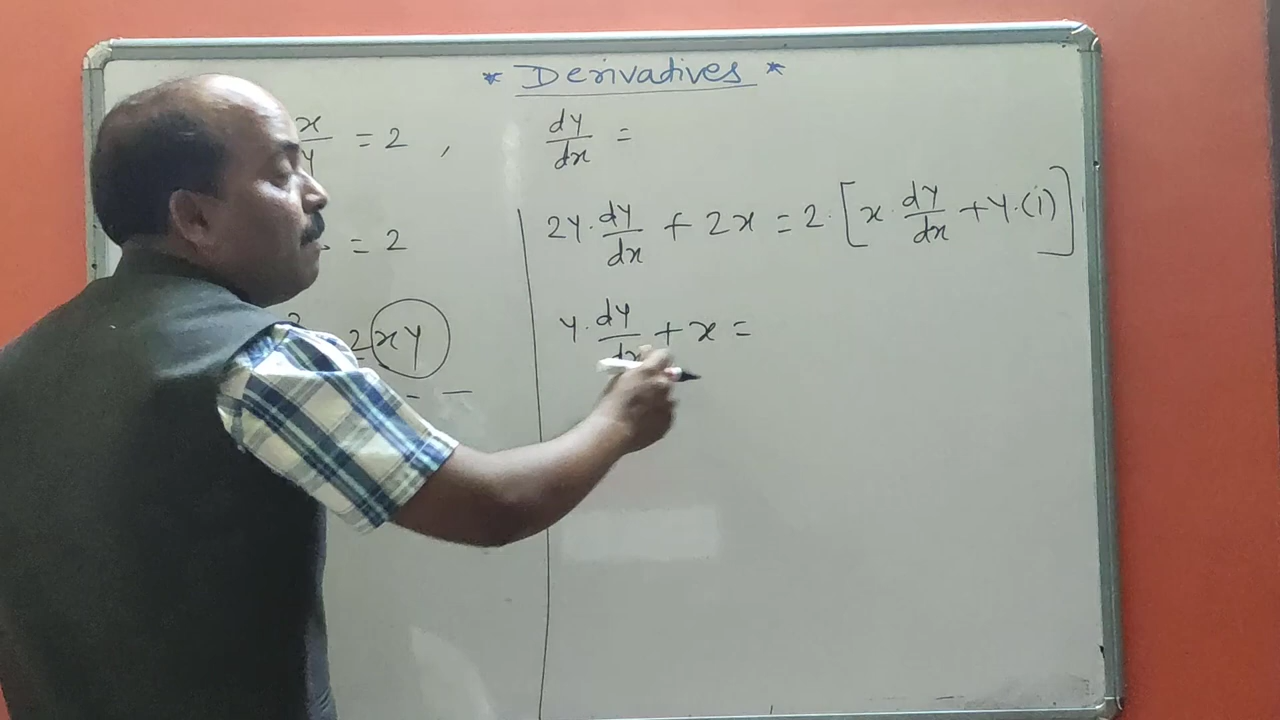 * Derivatives *
x/y = 2 ,
= 2
2xy
dy/dx =
2y·dy/dx + 2x = 2·[x·dy/dx + y·(1)]
y·dy/dx + x =